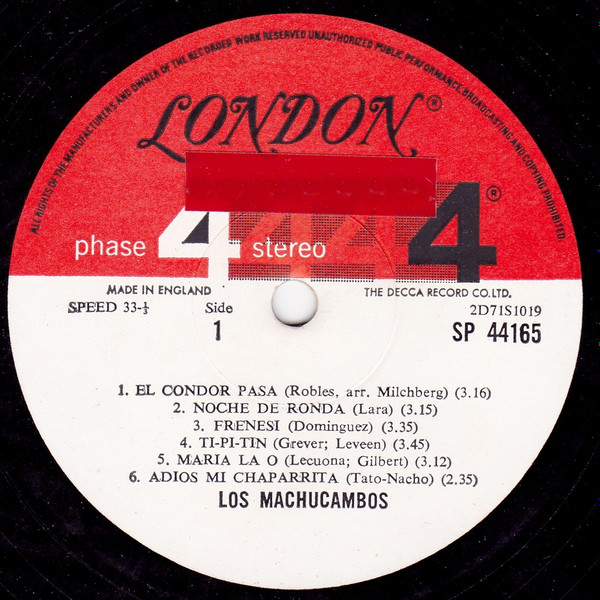 ALL RIGHTS OF THE MANUFACTURERS AND OWNER OF THE RECORDED WORK RESERVED UNAUTHORIZED PUBLIC PERFORMANCE BROADCASTING AND COPYING PROHIBITED
LONDON®
phase 4 stereo 4 4 4®
MADE IN ENGLAND THE DECCA RECORD CO. LTD.
SPEED 33-⅓ Side 2D71S1019
1 SP 44165
1. EL CONDOR PASA (Robles, arr. Milchberg) (3.16)
2. NOCHE DE RONDA (Lara) (3.15)
3. FRENESI (Dominguez) (3.35)
4. TI-PI-TIN (Grever; Leveen) (3.45)
5. MARIA LA O (Lecuona; Gilbert) (3.12)
6. ADIOS MI CHAPARRITA (Tato-Nacho) (2.35)
LOS MACHUCAMBOS